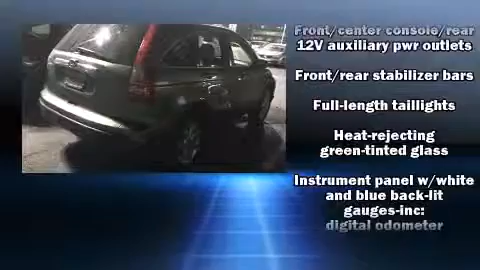 Front/center console/rear
12V auxiliary pwr outlets
Front/rear stabilizer bars
Full-length taillights
Heat-rejecting
green-tinted glass
Instrument panel w/white
and blue back-lit
gauges-inc:
digital odometer